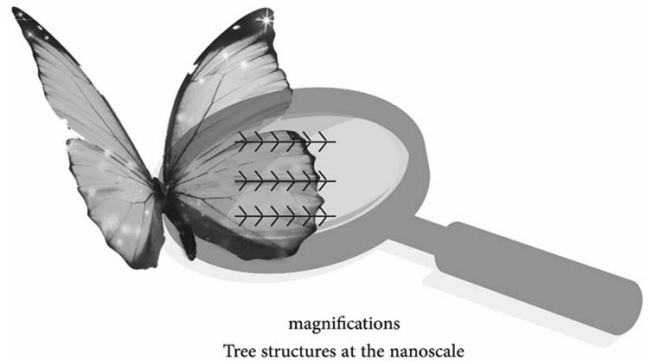 magnifications
Tree structures at the nanoscale